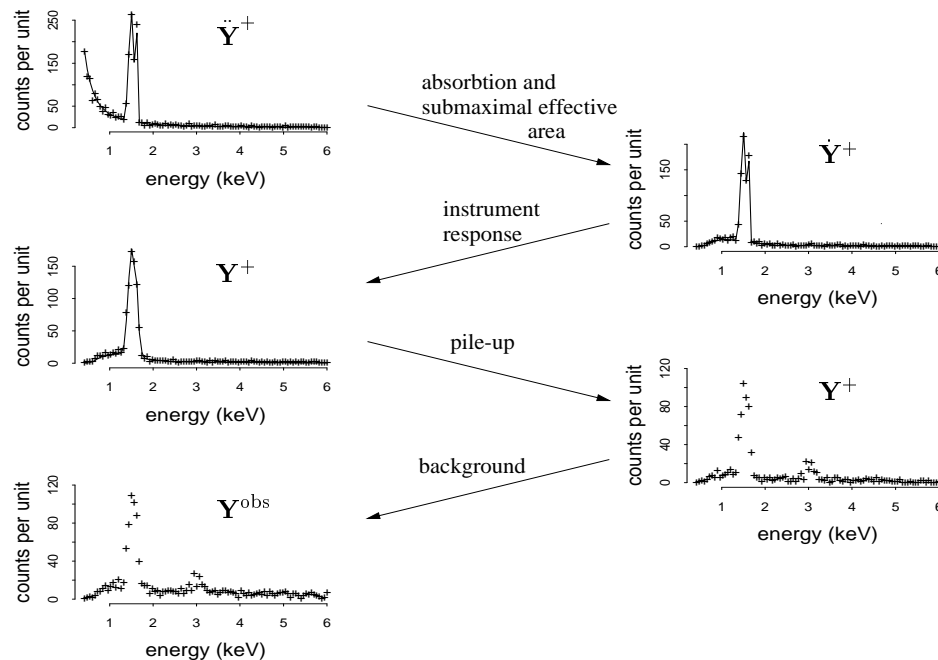 counts per unit
0 50 150 250
Ÿ+
1 2 3 4 5 6
energy (keV)
absorbtion and
submaximal effective
area
counts per unit
0 50 150
Ẏ+
1 2 3 4 5 6
energy (keV)
instrument
response
counts per unit
0 50 100 150
Y+
1 2 3 4 5 6
energy (keV)
pile-up
counts per unit
0 40 80 120
Y+
1 2 3 4 5 6
energy (keV)
background
counts per unit
0 40 80 120
Yobs
1 2 3 4 5 6
energy (keV)